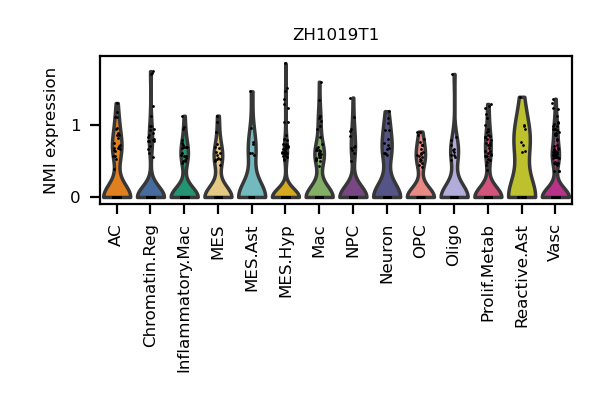 ZH1019T1
NMI expression
1
0
AC
Chromatin.Reg
Inflammatory.Mac
MES
MES.Ast
MES.Hyp
Mac
NPC
Neuron
OPC
Oligo
Prolif.Metab
Reactive.Ast
Vasc